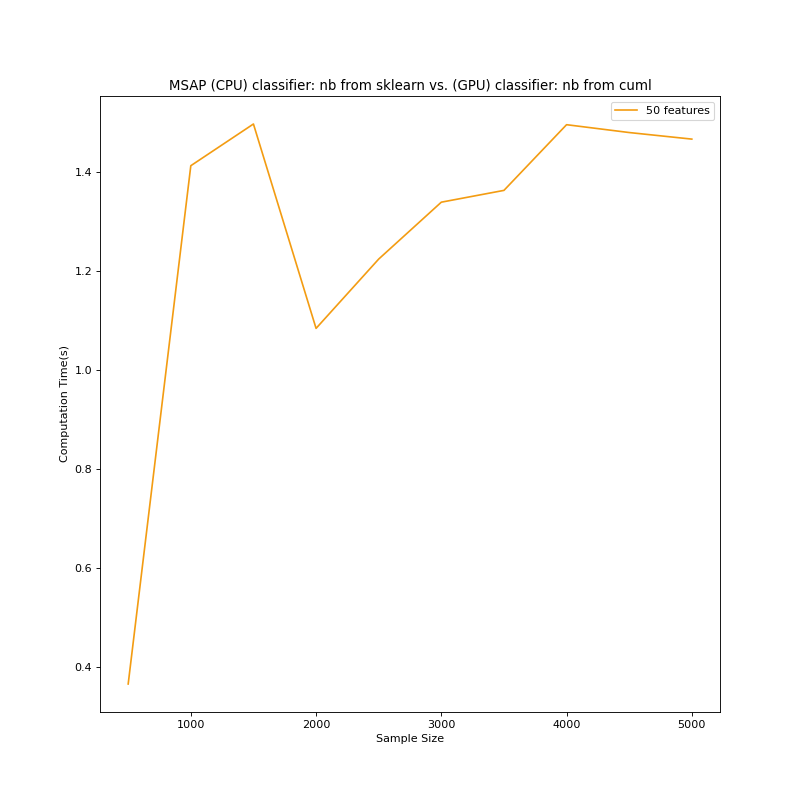 MSAP (CPU) classifier: nb from sklearn vs. (GPU) classifier: nb from cuml
50 features
1.4
1.2
1.0
0.8
0.6
0.4
Computation Time(s)
1000 2000 3000 4000 5000
Sample Size